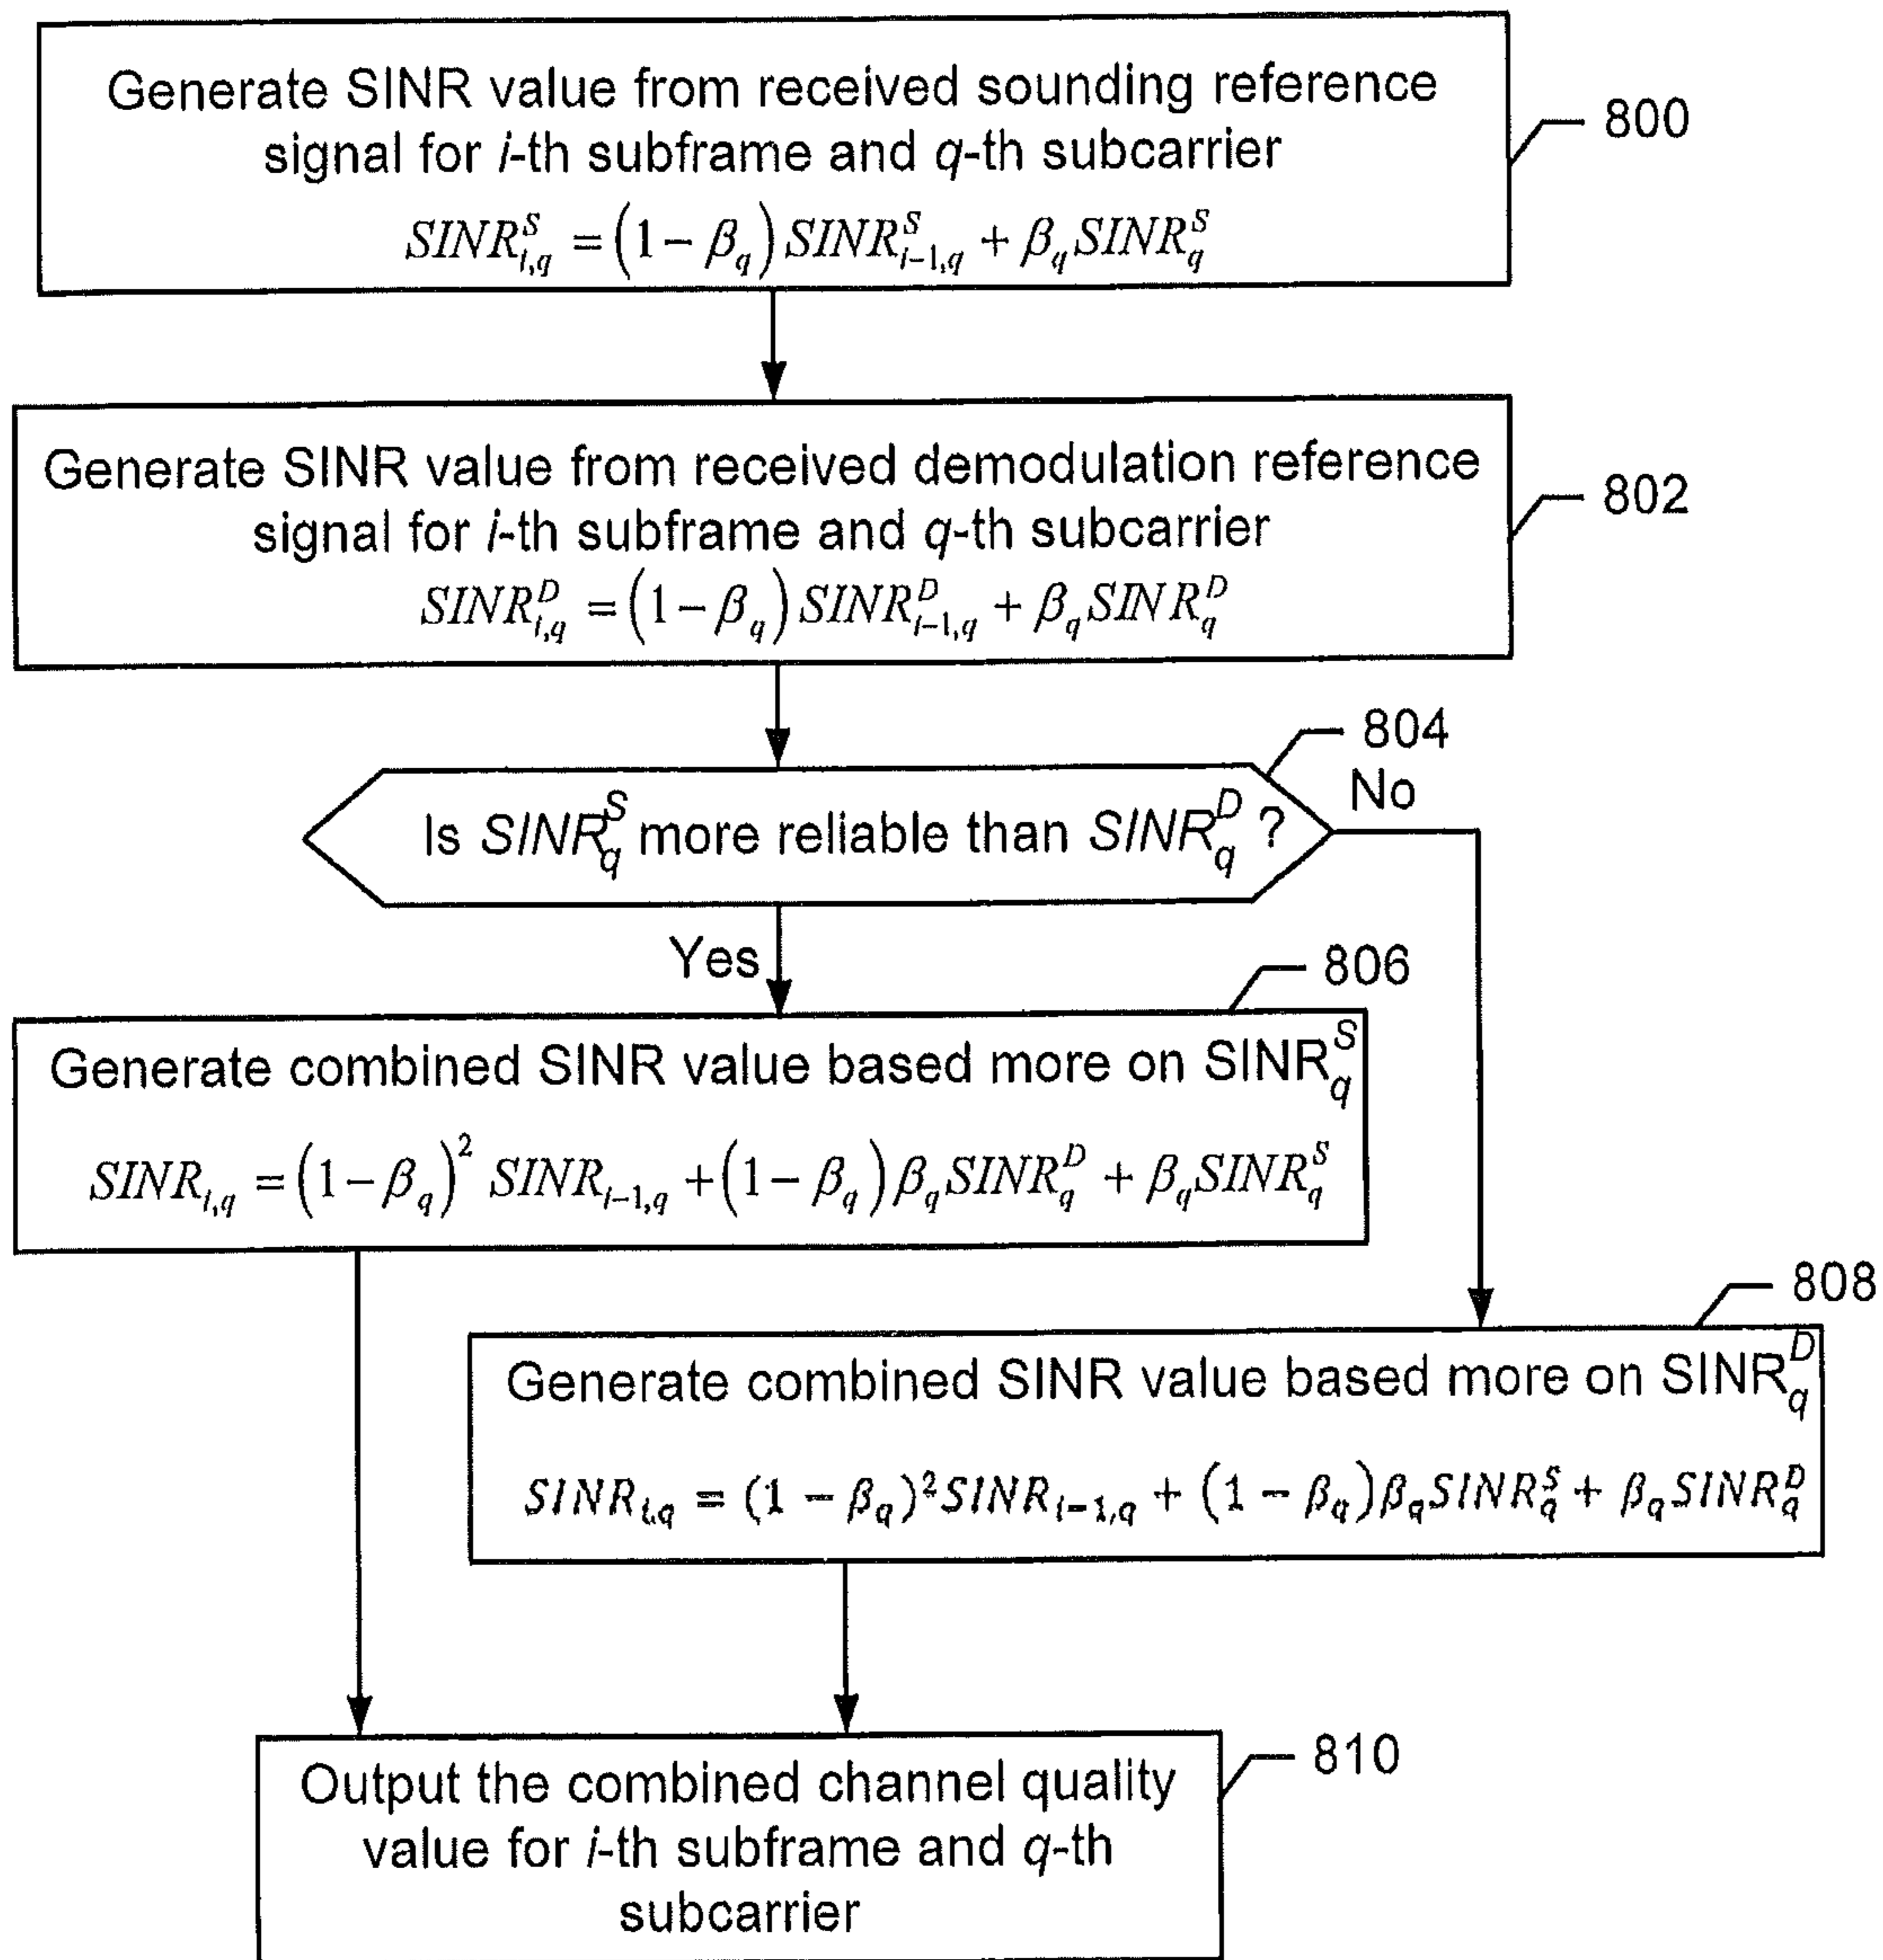 Generate SINR value from received sounding reference
signal for i-th subframe and q-th subcarrier
SINR^S_{i,q} = (1 - β_q) SINR^S_{i-1,q} + β_q SINR^S_q
800
Generate SINR value from received demodulation reference
signal for i-th subframe and q-th subcarrier
SINR^D_{i,q} = (1 - β_q) SINR^D_{i-1,q} + β_q SINR^D_q
802
804
Is SINR^S_q more reliable than SINR^D_q ?
No
Yes
806
Generate combined SINR value based more on SINR^S_q
SINR_{i,q} = (1 - β_q)^2 SINR_{i-1,q} + (1 - β_q) β_q SINR^D_q + β_q SINR^S_q
808
Generate combined SINR value based more on SINR^D_q
SINR_{i,q} = (1 - β_q)^2 SINR_{i-1,q} + (1 - β_q) β_q SINR^S_q + β_q SINR^D_q
Output the combined channel quality
value for i-th subframe and q-th
subcarrier
810